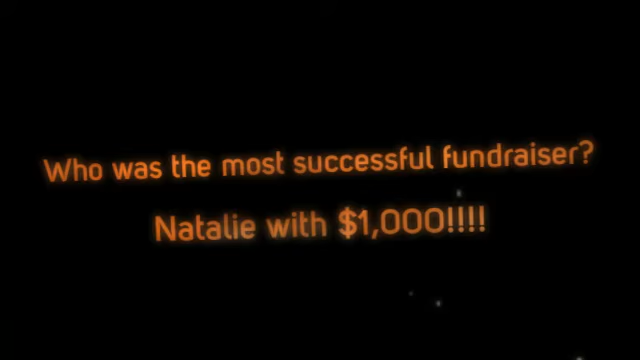 Who was the most successful fundraiser?
Natalie with $1,000!!!!